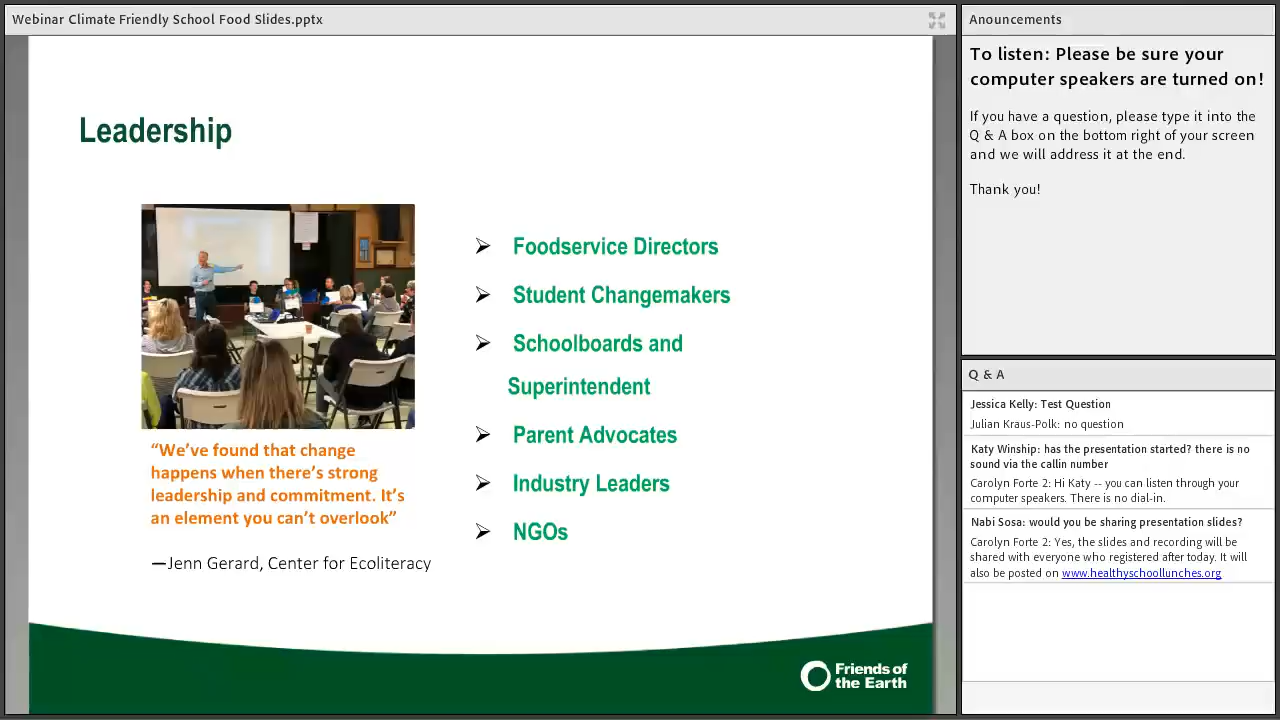 Webinar Climate Friendly School Food Slides.pptx
Leadership
Foodservice Directors
Student Changemakers
Schoolboards and
Superintendent
Parent Advocates
Industry Leaders
NGOs
“We’ve found that change
happens when there’s strong
leadership and commitment. It’s
an element you can’t overlook”
—Jenn Gerard, Center for Ecoliteracy
Friends of
the Earth
Anouncements
To listen: Please be sure your
computer speakers are turned on!
If you have a question, please type it into the
Q & A box on the bottom right of your screen
and we will address it at the end.
Thank you!
Q & A
Jessica Kelly: Test Question
Julian Kraus-Polk: no question
Katy Winship: has the presentation started? there is no
sound via the callin number
Carolyn Forte 2: Hi Katy -- you can listen through your
computer speakers. There is no dial-in.
Nabi Sosa: would you be sharing presentation slides?
Carolyn Forte 2: Yes, the slides and recording will be
shared with everyone who registered after today. It will
also be posted on www.healthyschoollunches.org